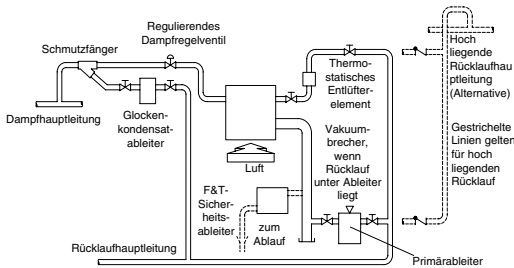 Regulierendes
Dampfregelventil
Schmutzfänger
Hoch
liegende
Rücklaufhau
ptleitung
(Alternative)
Thermo-
statisches
Entlüfter-
element
Dampfhauptleitung
Glocken-
kondensat-
ableiter
Luft
Vakuum-
brecher,
wenn
Rücklauf
unter Ableiter
liegt
Gestrichelte
Linien gelten
für hoch
liegenden
Rücklauf
F&T-
Sicher-
heits-
ableiter
zum
Ablauf
Rücklaufhauptleitung
Primärableiter